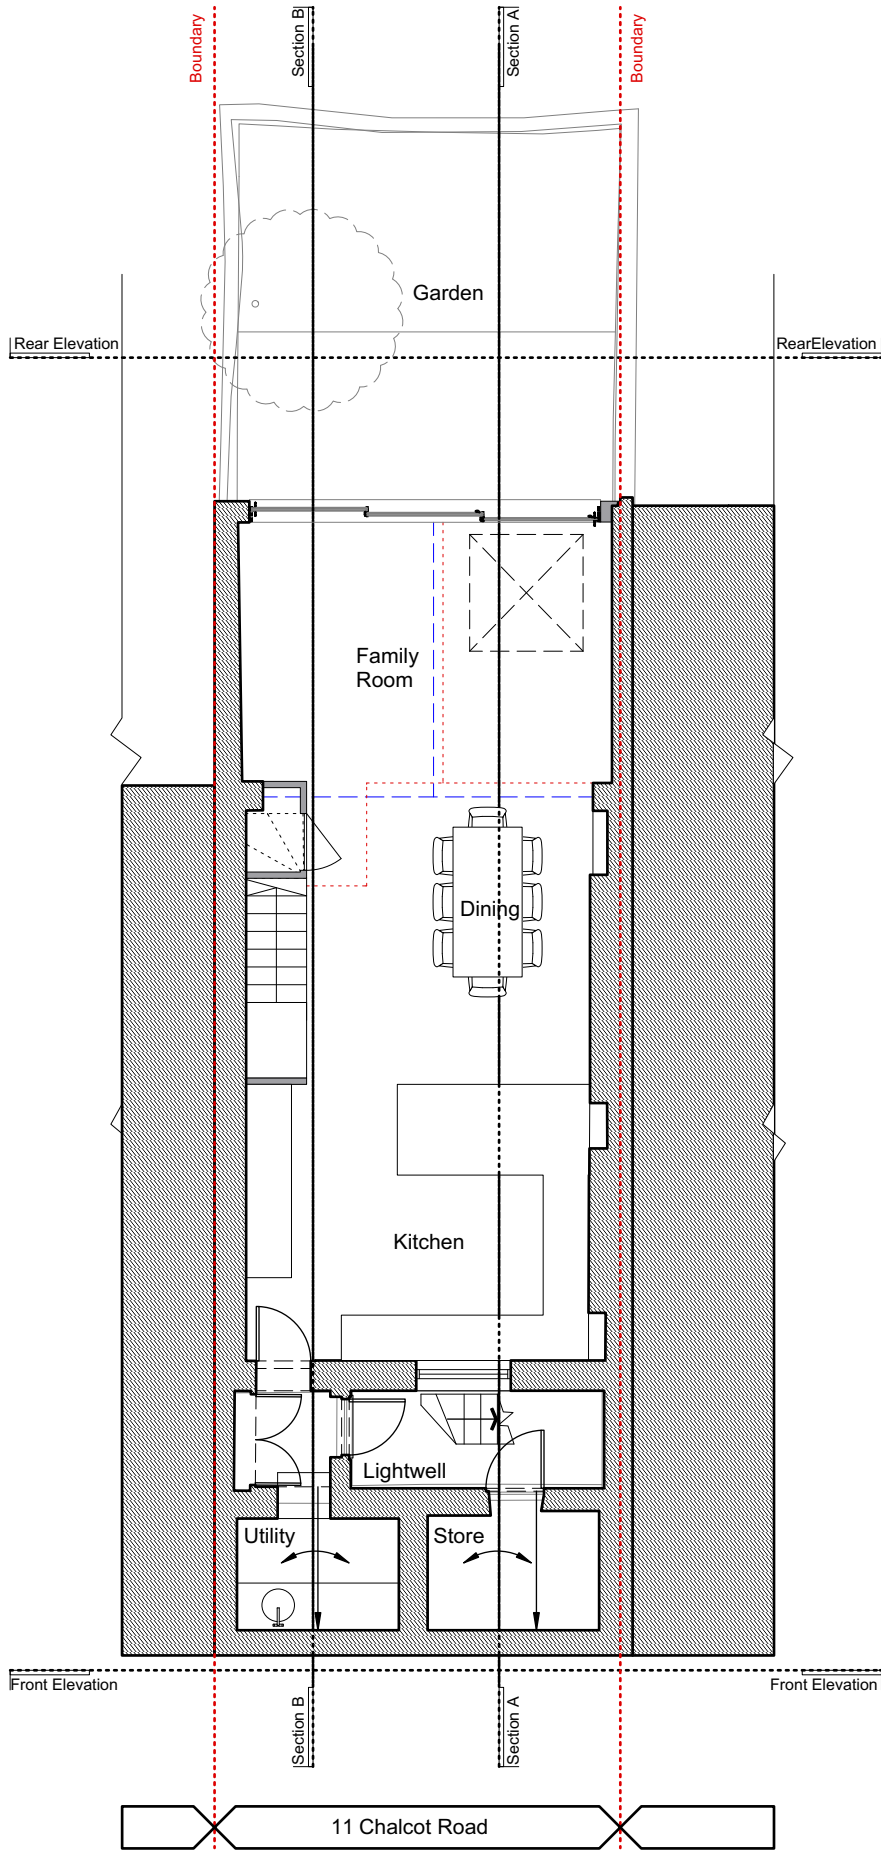 Boundary
Section B
Section A
Boundary
Garden
Rear Elevation
RearElevation
Family
Room
Dining
Kitchen
Lightwell
Utility
Store
Front Elevation
Front Elevation
Section B
Section A
11 Chalcot Road